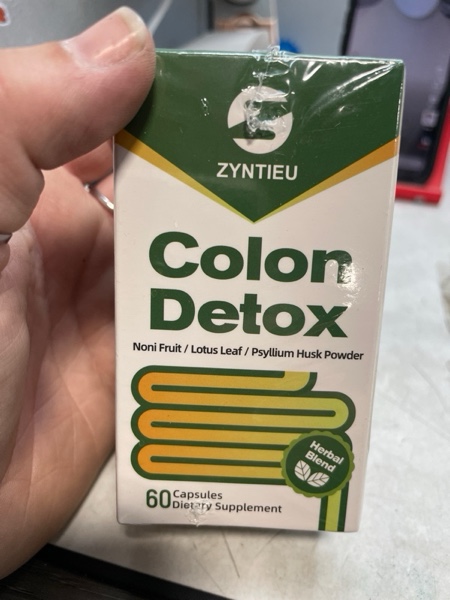 ZYNTIEU
Colon
Detox
Noni Fruit / Lotus Leaf / Psyllium Husk Powder
Herbal
Blend
60 Capsules
Dietary Supplement